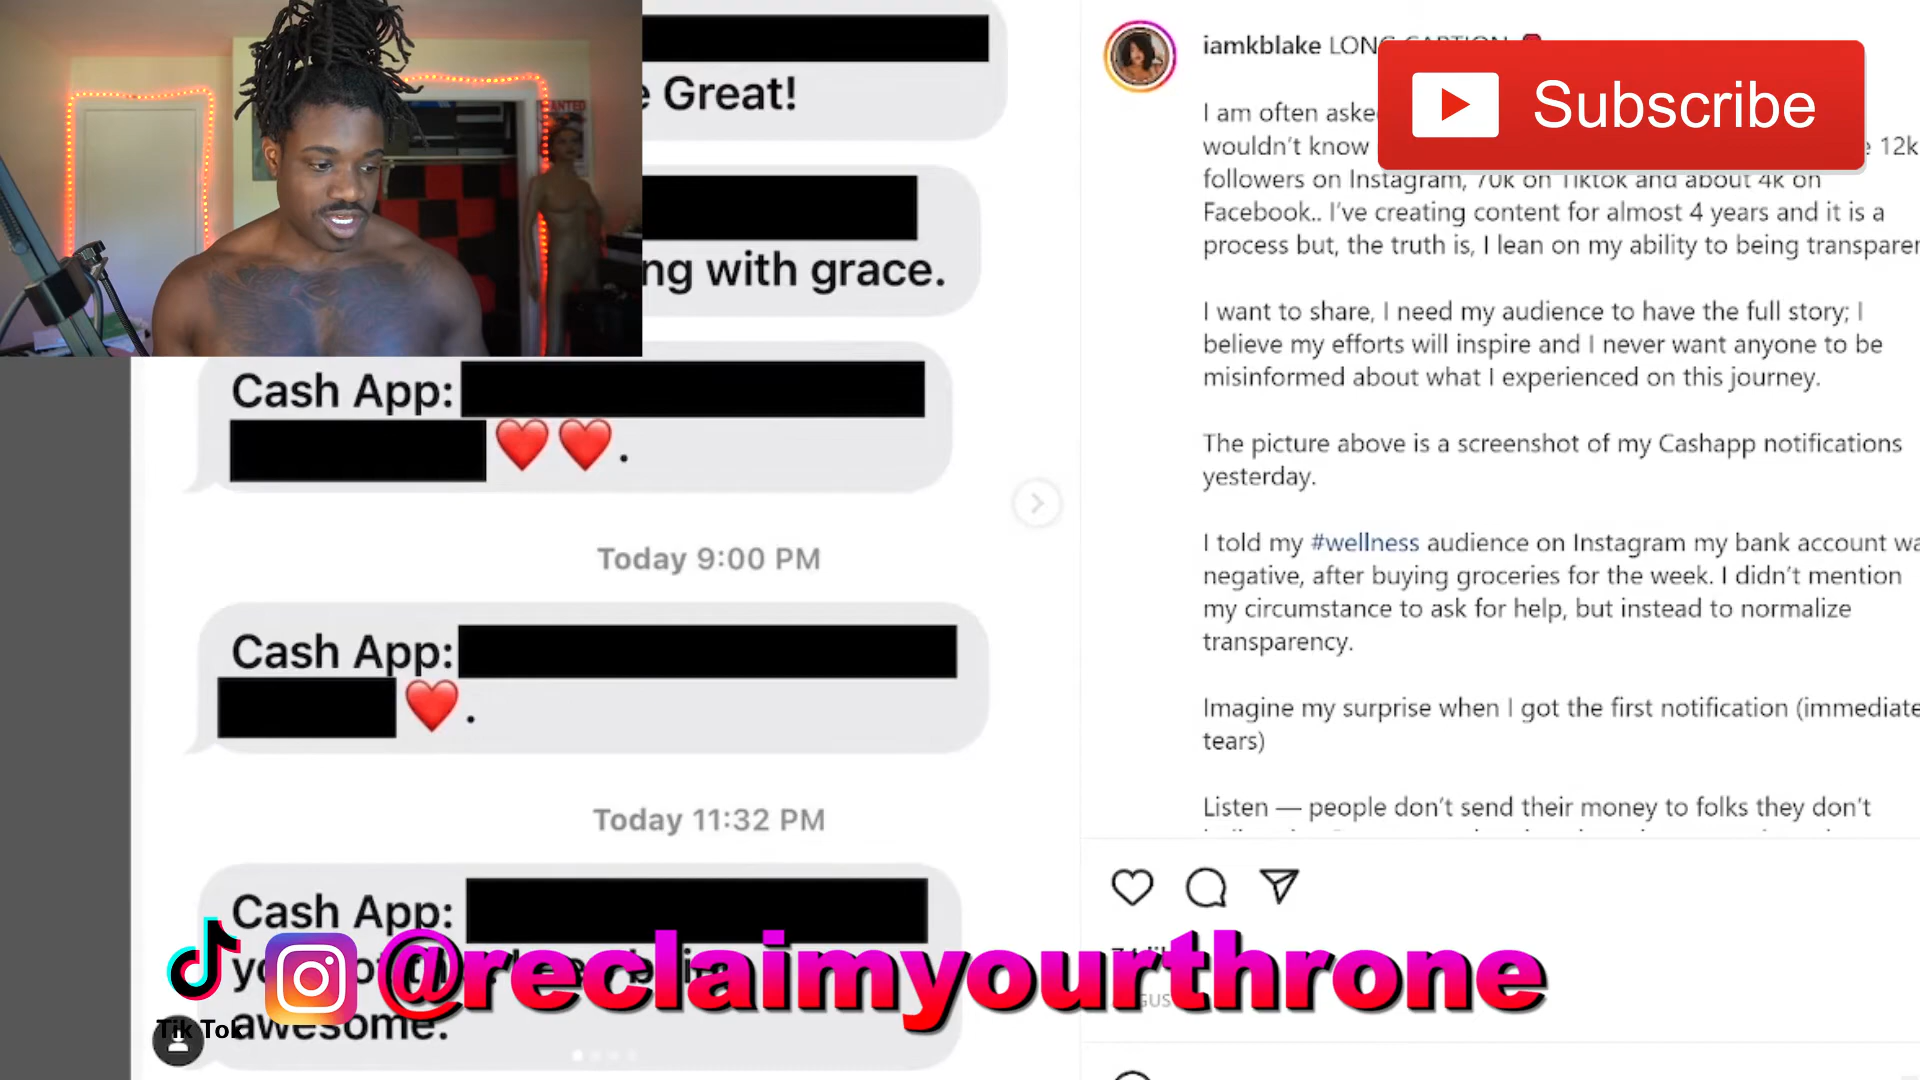 e Great!
ng with grace.
Cash App:
❤️❤️.
Today 9:00 PM
Cash App:
❤️.
Today 11:32 PM
Cash App:
awesome.
WANTED
iamkblake LONG CAPTION
I am often aske
wouldn't know
e 12k
followers on Instagram, 70k on Tiktok and about 4k on
Facebook.. I've creating content for almost 4 years and it is a
process but, the truth is, I lean on my ability to being transparen
I want to share, I need my audience to have the full story; I
believe my efforts will inspire and I never want anyone to be
misinformed about what I experienced on this journey.
The picture above is a screenshot of my Cashapp notifications
yesterday.
I told my #wellness audience on Instagram my bank account wa
negative, after buying groceries for the week. I didn't mention
my circumstance to ask for help, but instead to normalize
transparency.
Imagine my surprise when I got the first notification (immediate
tears)
Listen — people don't send their money to folks they don't
Subscribe
@reclaimyourthrone
Tik Tok